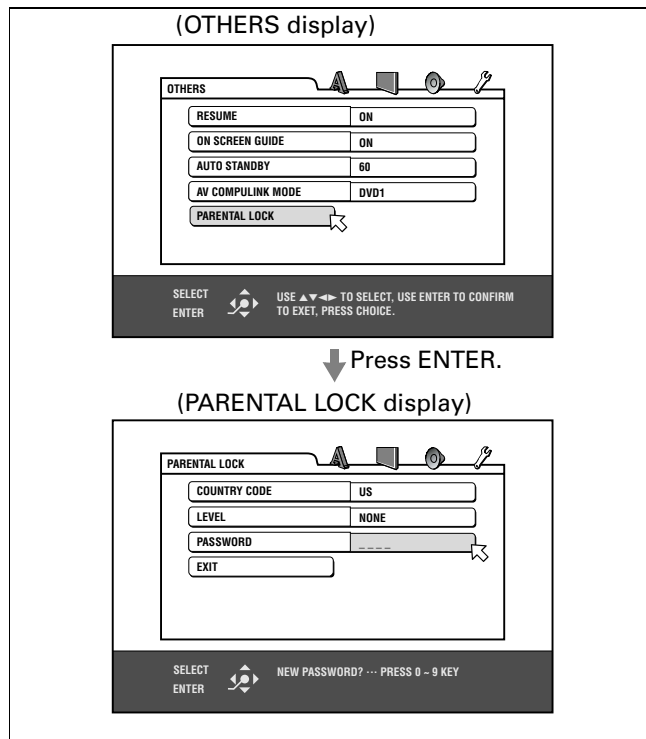 (OTHERS display)
OTHERS
RESUME ON
ON SCREEN GUIDE ON
AUTO STANDBY 60
AV COMPULINK MODE DVD1
PARENTAL LOCK
SELECT
ENTER
USE ▲▼◄► TO SELECT, USE ENTER TO CONFIRM
TO EXET, PRESS CHOICE.
Press ENTER.
(PARENTAL LOCK display)
PARENTAL LOCK
COUNTRY CODE US
LEVEL NONE
PASSWORD _ _ _ _
EXIT
SELECT
ENTER
NEW PASSWORD? ··· PRESS 0 ~ 9 KEY